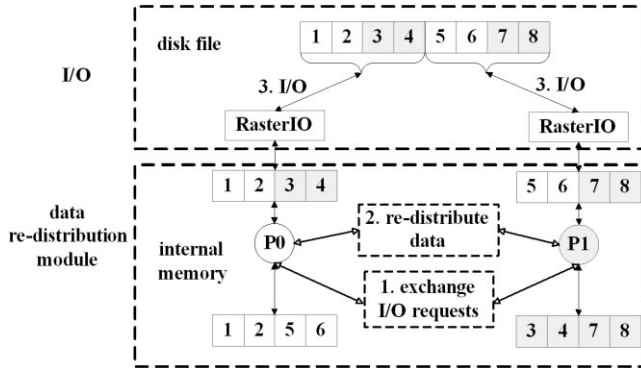 disk file
1 2 3 4 5 6 7 8
I/O
3. I/O
3. I/O
RasterIO
RasterIO
1 2 3 4
5 6 7 8
data
re-distribution
module
internal
memory
P0
2. re-distribute
data
P1
1. exchange
I/O requests
1 2 5 6
3 4 7 8